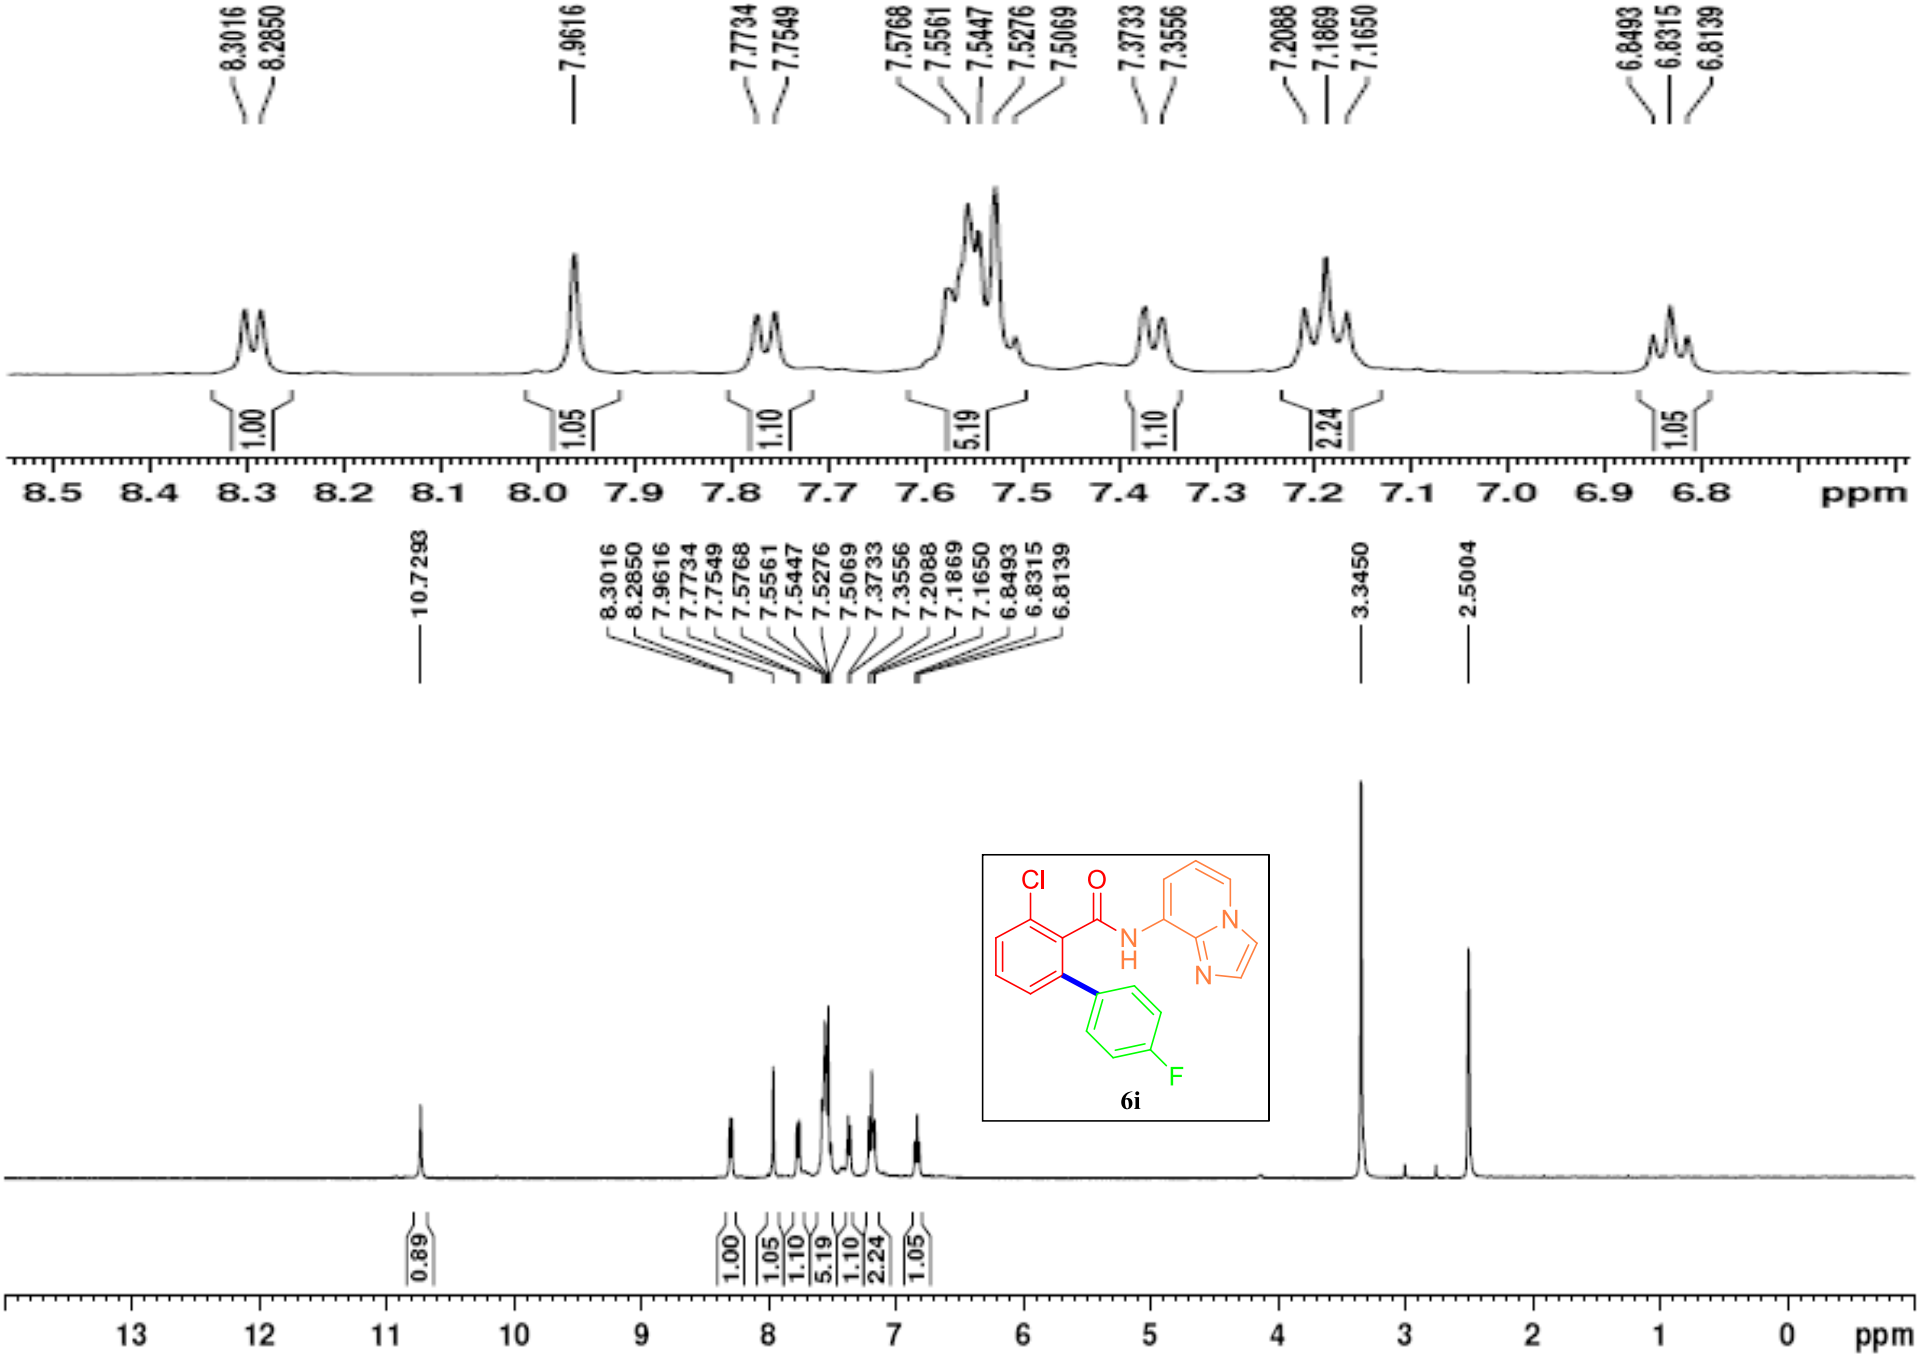 8.3016 8.2850 7.9616 7.7734 7.7549 7.5768 7.5561 7.5447 7.5276 7.5069 7.3733 7.3556 7.2088 7.1869 7.1650 6.8493 6.8315 6.8139
1.00 1.05 1.10 5.19 1.10 2.24 1.05
8.5 8.4 8.3 8.2 8.1 8.0 7.9 7.8 7.7 7.6 7.5 7.4 7.3 7.2 7.1 7.0 6.9 6.8 ppm
10.7293 8.3016 8.2850 7.9616 7.7734 7.7549 7.5768 7.5561 7.5447 7.5276 7.5069 7.3733 7.3556 7.2088 7.1869 7.1650 6.8493 6.8315 6.8139 3.3450 2.5004
Cl O
N
N
H
N
F
6i
0.89 1.00 1.05 1.10 5.19 1.10 2.24 1.05
13 12 11 10 9 8 7 6 5 4 3 2 1 0 ppm